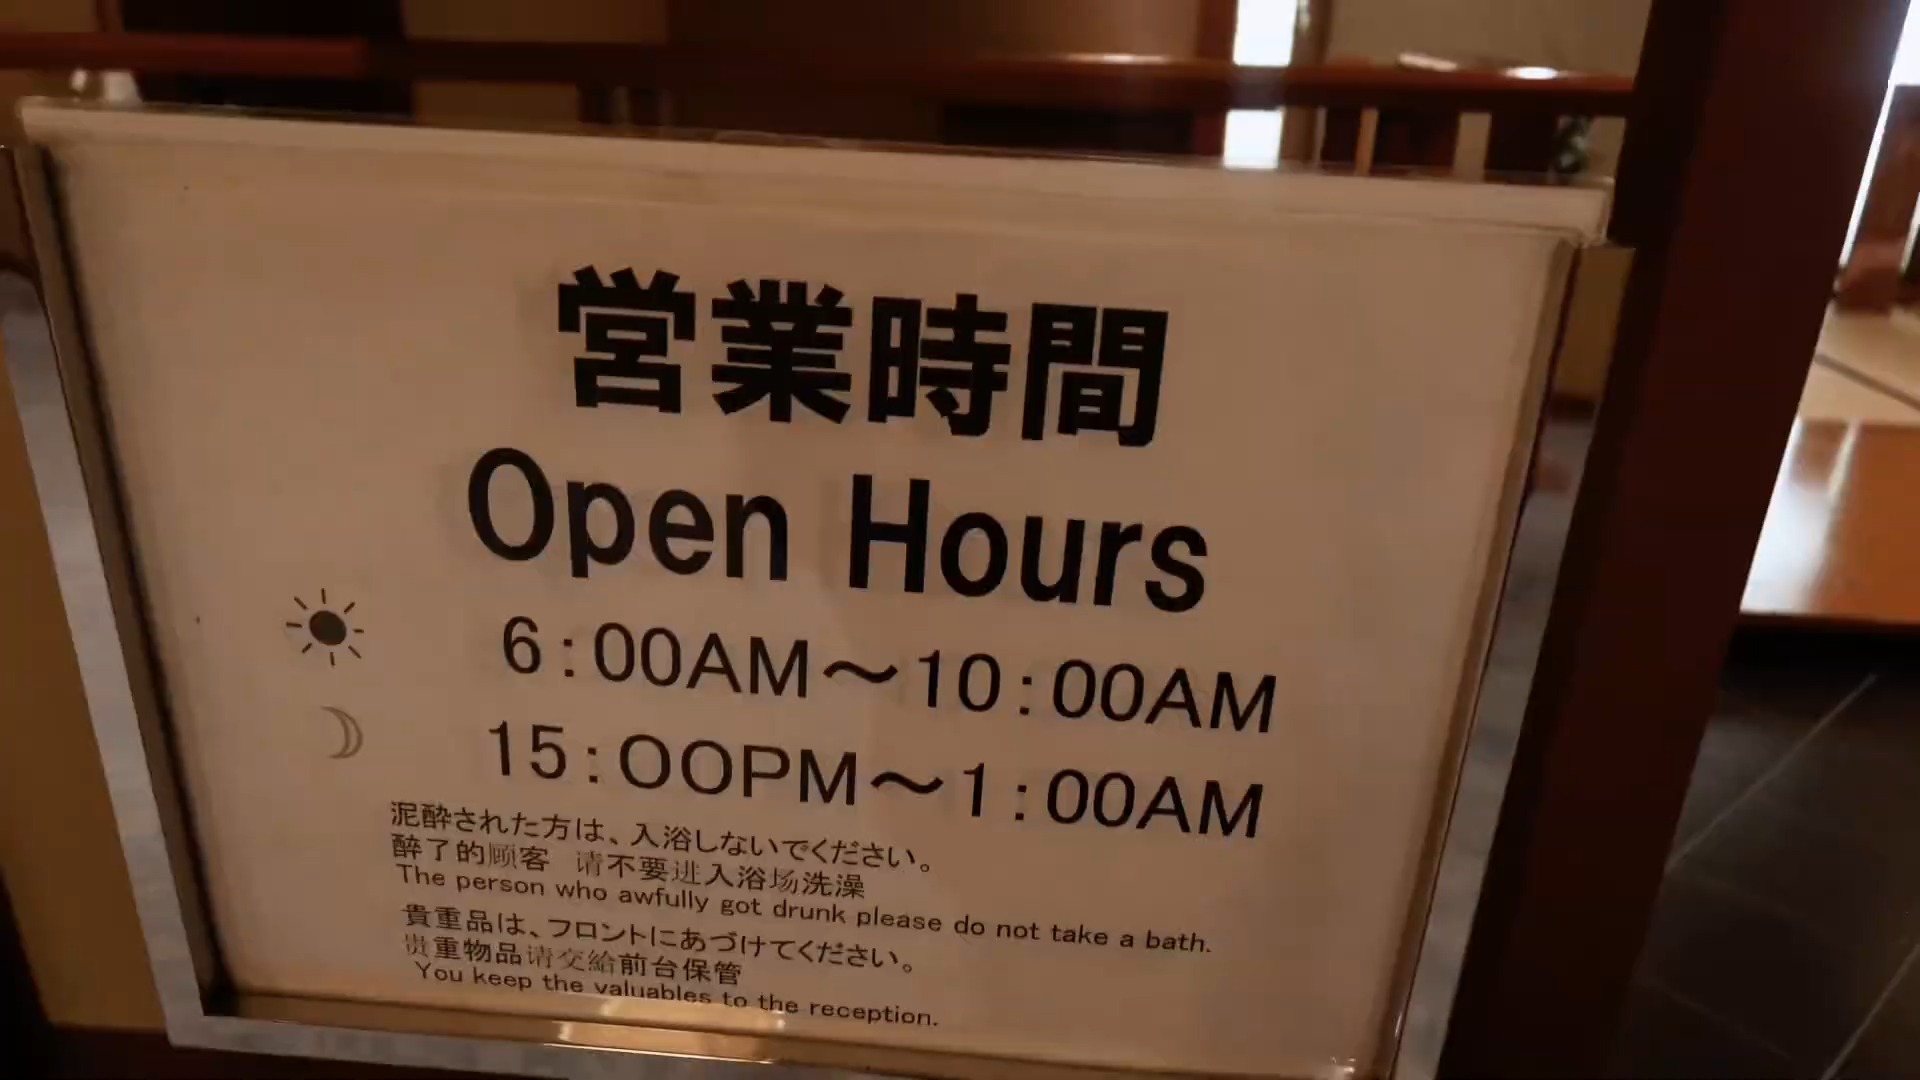 営業時間
Open Hours
6:00AM～10:00AM
15:OOPM～1:00AM
泥酔された方は、入浴しないでください。
醉了的顾客 请不要进入浴场洗澡
The person who awfully got drunk please do not take a bath.
貴重品は、フロントにあづけてください。
贵重物品请交給前台保管
You keep the valuables to the reception.